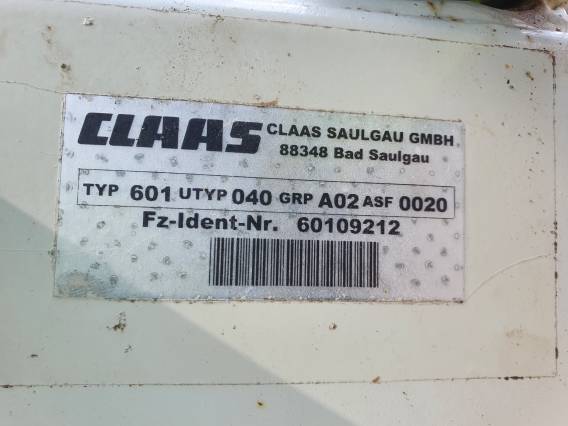 CLAAS CLAAS SAULGAU GMBH
88348 Bad Saulgau
TYP 601 UTYP 040 GRP A02 ASF 0020
Fz-Ident-Nr. 60109212